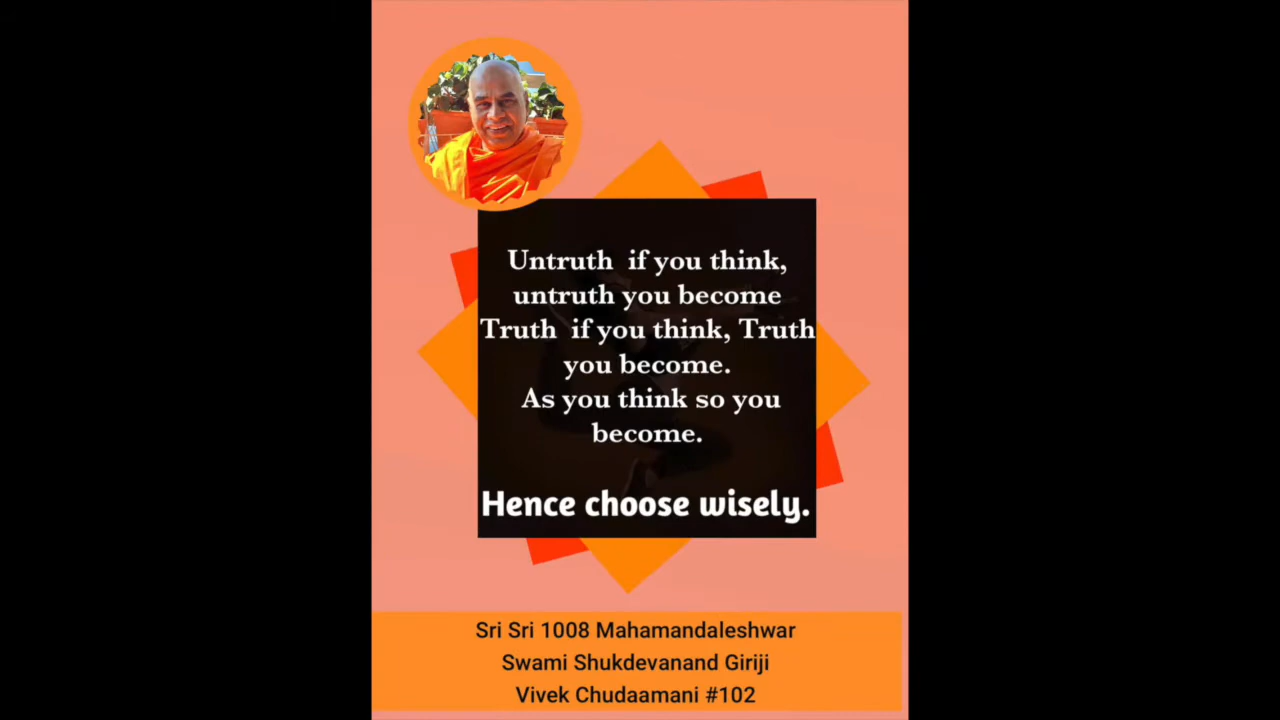 Untruth if you think,
untruth you become
Truth if you think, Truth
you become.
As you think so you
become.
Hence choose wisely.
Sri Sri 1008 Mahamandaleshwar
Swami Shukdevanand Giriji
Vivek Chudaamani #102